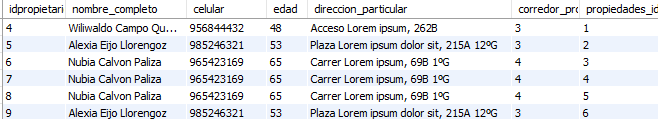 idpropietari nombre_completo celular edad direccion_particular corredor_pro propiedades_id
4 Wiliwaldo Campo Qu... 956844432 48 Acceso Lorem ipsum, 262B 3 1
5 Alexia Eijo Llorengoz 985246321 53 Plaza Lorem ipsum dolor sit, 215A 12ºG 3 2
6 Nubia Calvon Paliza 965423169 65 Carrer Lorem ipsum, 69B 1ºG 4 3
7 Nubia Calvon Paliza 965423169 65 Carrer Lorem ipsum, 69B 1ºG 4 4
8 Nubia Calvon Paliza 965423169 65 Carrer Lorem ipsum, 69B 1ºG 4 5
9 Alexia Eijo Llorengoz 985246321 53 Plaza Lorem ipsum dolor sit, 215A 12ºG 3 6